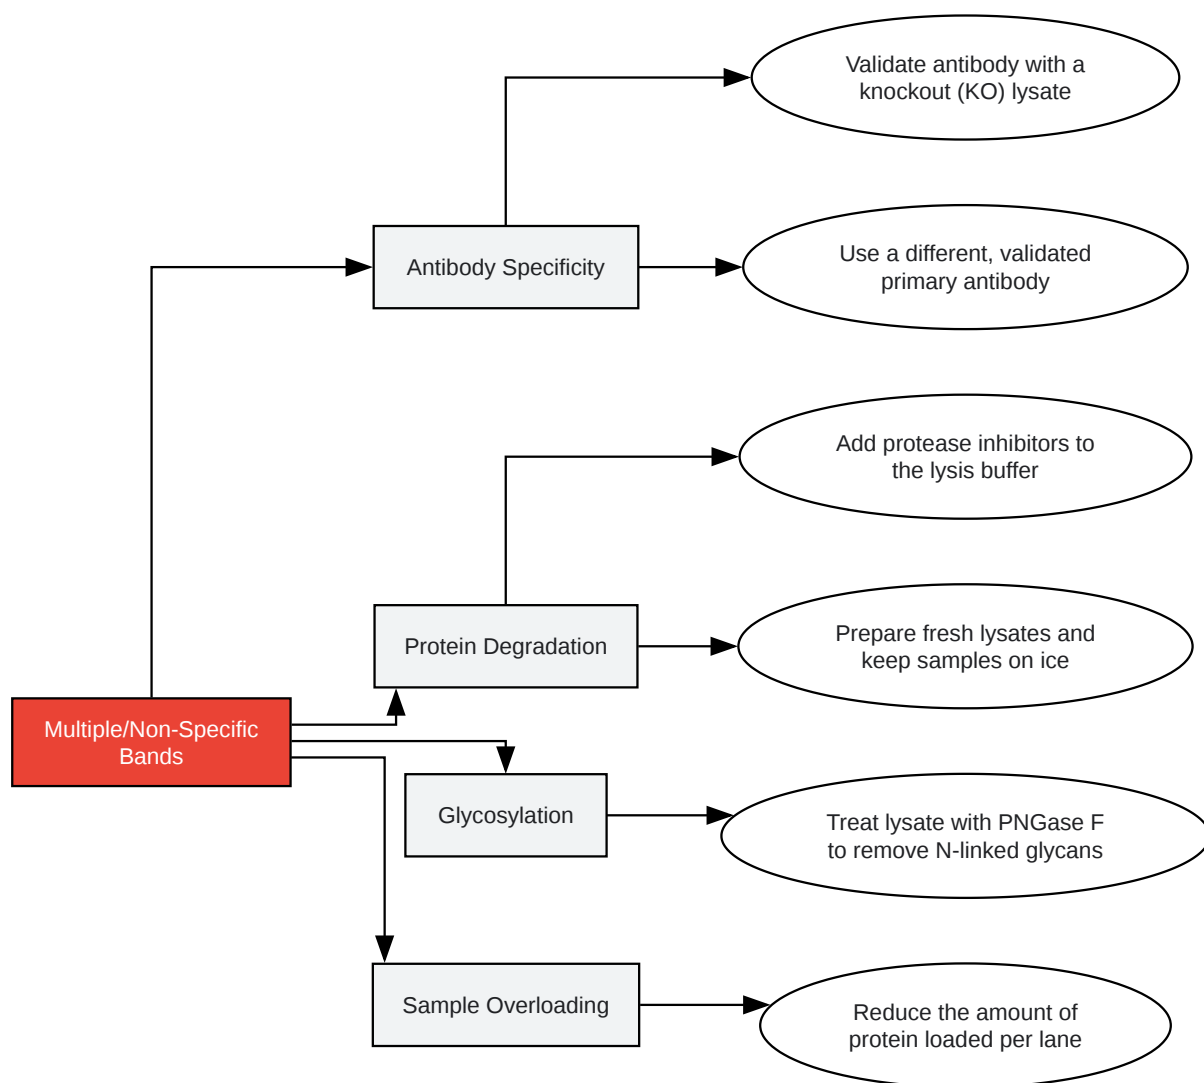 Validate antibody with a
knockout (KO) lysate
Antibody Specificity
Use a different, validated
primary antibody
Add protease inhibitors to
the lysis buffer
Protein Degradation
Prepare fresh lysates and
keep samples on ice
Multiple/Non-Specific
Bands
Glycosylation
Treat lysate with PNGase F
to remove N-linked glycans
Sample Overloading
Reduce the amount of
protein loaded per lane